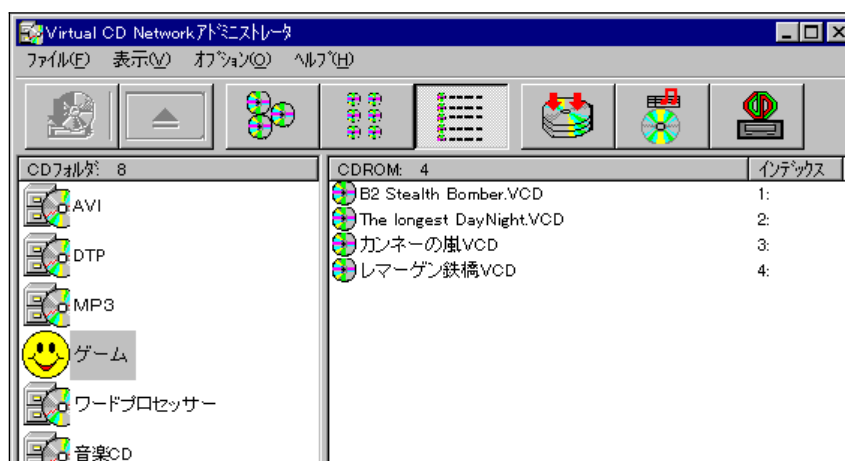 Virtual CD Networkｱﾄﾞﾐﾆｽﾄﾚｰﾀ
ﾌｧｲﾙ(F) 表示(V) ｵﾌﾟｼｮﾝ(O) ﾍﾙﾌﾟ(H)
CDﾌｫﾙﾀﾞ: 8
AVI
DTP
MP3
ゲーム
ワードプロセッサー
音楽CD
CDROM: 4 ｲﾝﾃﾞｯｸｽ
B2 Stealth Bomber.VCD 1:
The longest DayNight.VCD 2:
カンネーの嵐VCD 3:
レマーゲン鉄橋VCD 4: